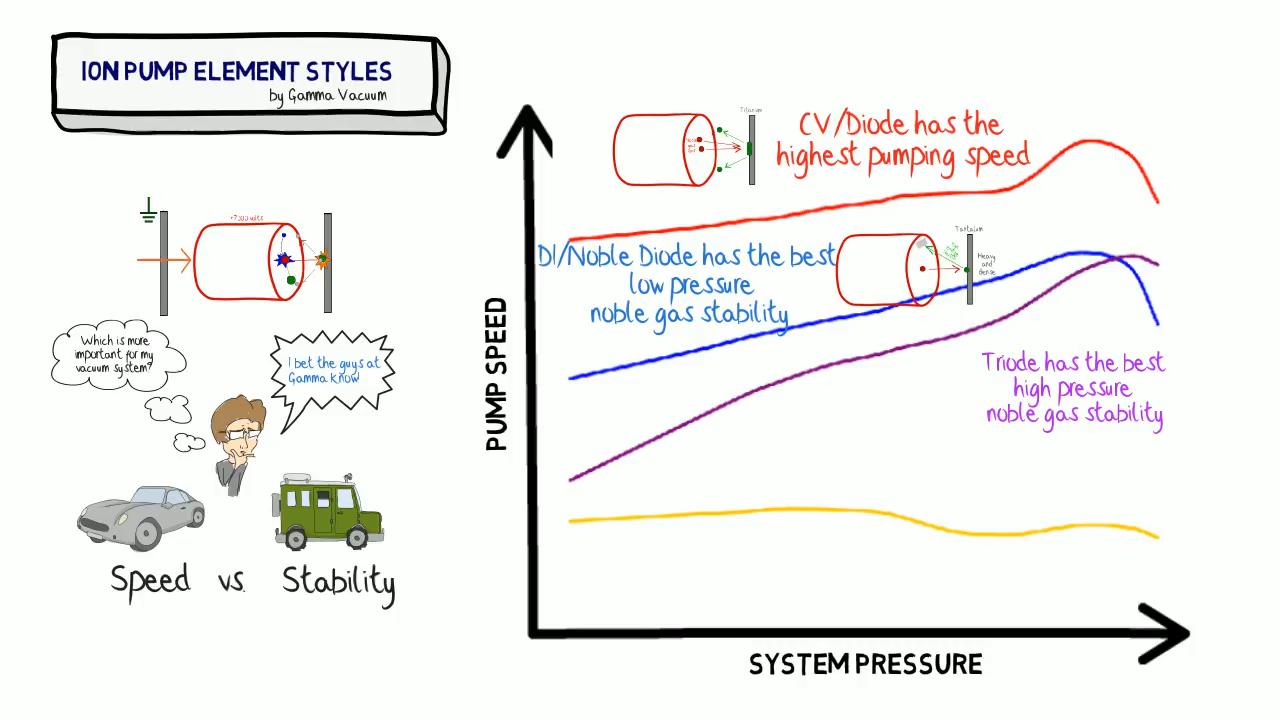 ION PUMP ELEMENT STYLES
by Gamma Vacuum
+7000 volts
Which is more
important for my
vacuum system?
I bet the guys at
Gamma know!
Speed vs. Stability
PUMP SPEED
SYSTEM PRESSURE
Titanium
CV/Diode has the
highest pumping speed
DI/Noble Diode has the best
low pressure
noble gas stability
Tantalum
Heavy
and
dense
Triode has the best
high pressure
noble gas stability